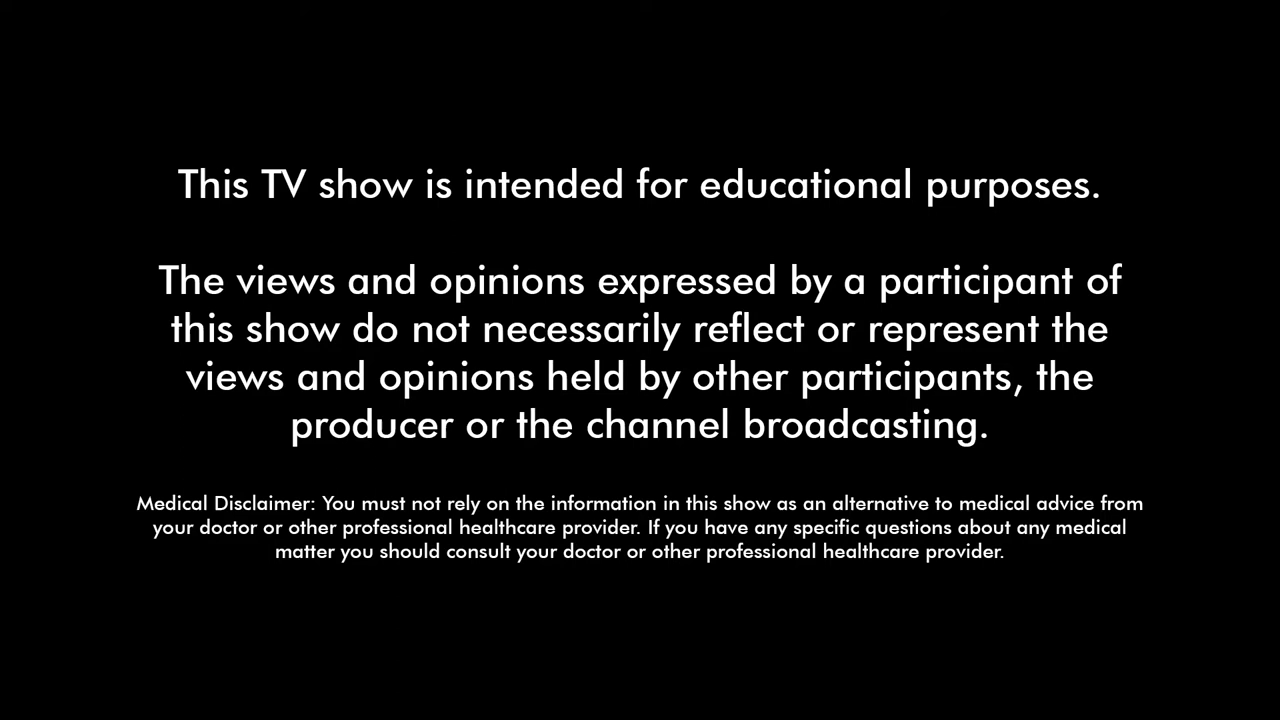 This TV show is intended for educational purposes.
The views and opinions expressed by a participant of
this show do not necessarily reflect or represent the
views and opinions held by other participants, the
producer or the channel broadcasting.
Medical Disclaimer: You must not rely on the information in this show as an alternative to medical advice from
your doctor or other professional healthcare provider. If you have any specific questions about any medical
matter you should consult your doctor or other professional healthcare provider.